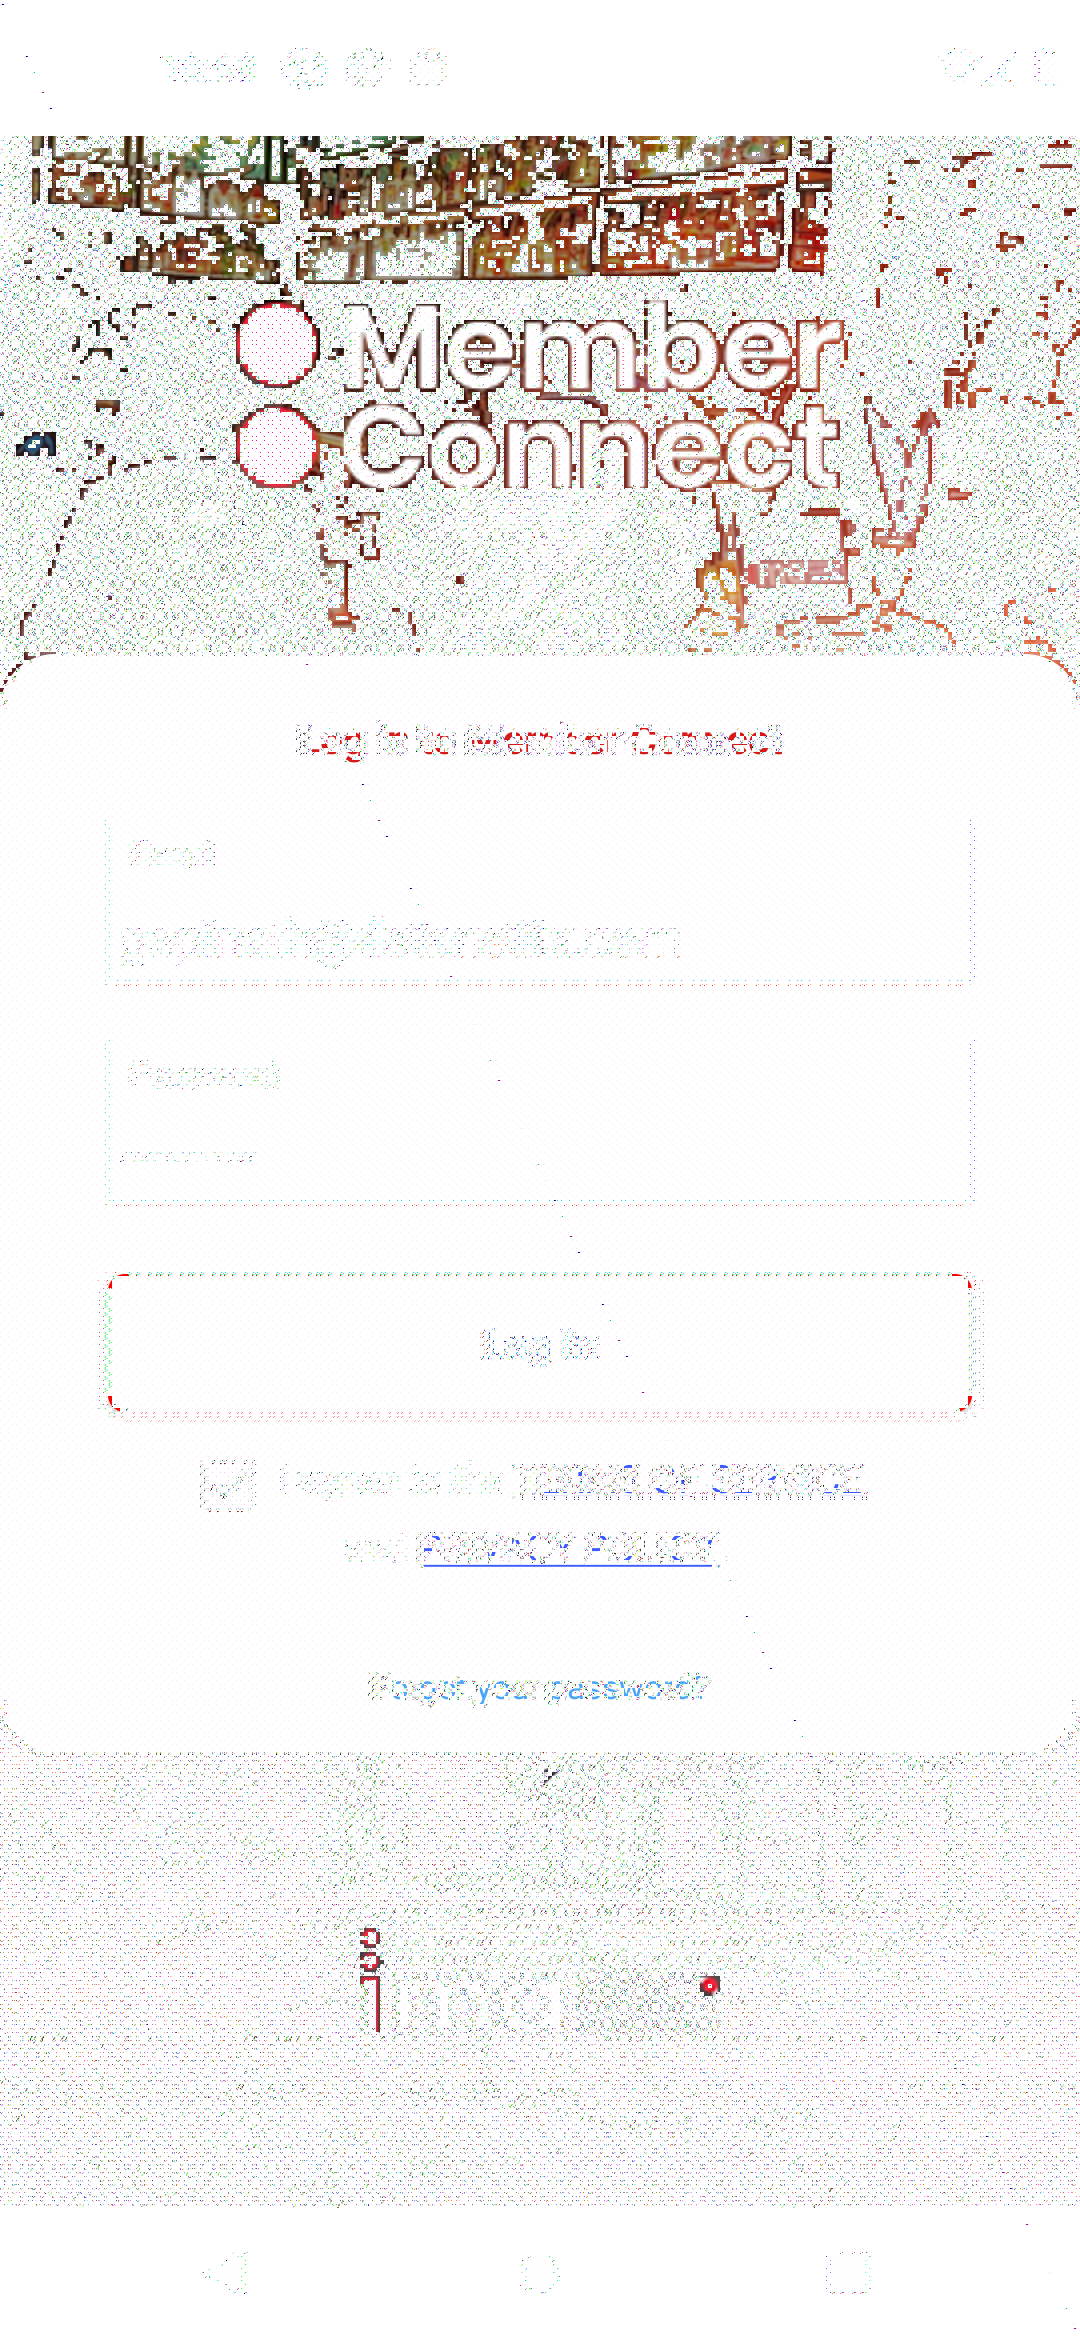 Member
Connect
Log in to Member Connect
Email
Password
Log In
I agree to the TERMS OF SERVICE
and PRIVACY POLICY
Forgot your password?